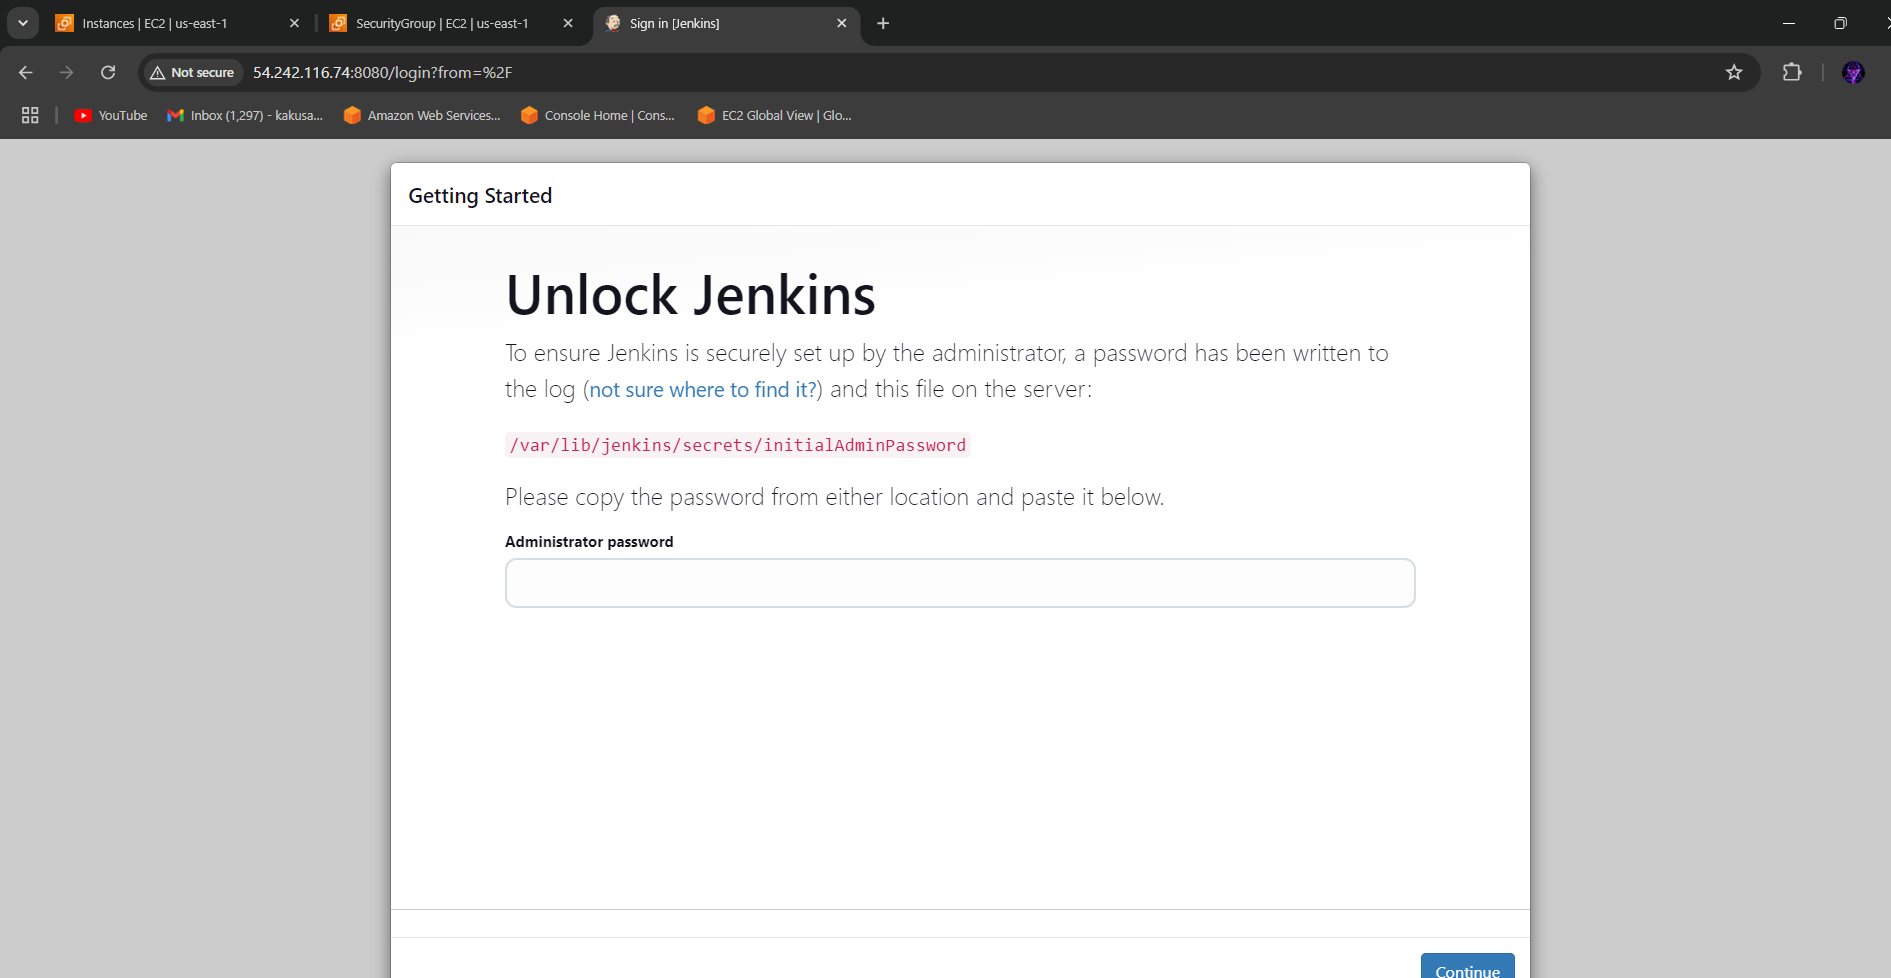 Instances | EC2 | us-east-1
SecurityGroup | EC2 | us-east-1
Sign in [Jenkins]
Not secure
54.242.116.74:8080/login?from=%2F
YouTube
Inbox (1,297) - kakusa...
Amazon Web Services...
Console Home | Cons...
EC2 Global View | Glo...
Getting Started
Unlock Jenkins
To ensure Jenkins is securely set up by the administrator, a password has been written to
the log (not sure where to find it?) and this file on the server:
/var/lib/jenkins/secrets/initialAdminPassword
Please copy the password from either location and paste it below.
Administrator password
Continue